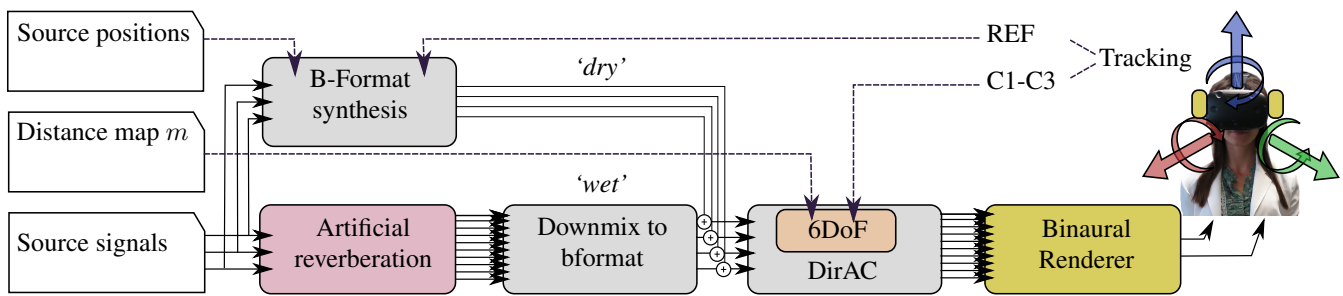 Source positions
REF
Tracking
C1-C3
'dry'
B-Format
synthesis
Distance map m
'wet'
Source signals
Artificial
reverberation
Downmix to
bformat
6DoF
DirAC
Binaural
Renderer